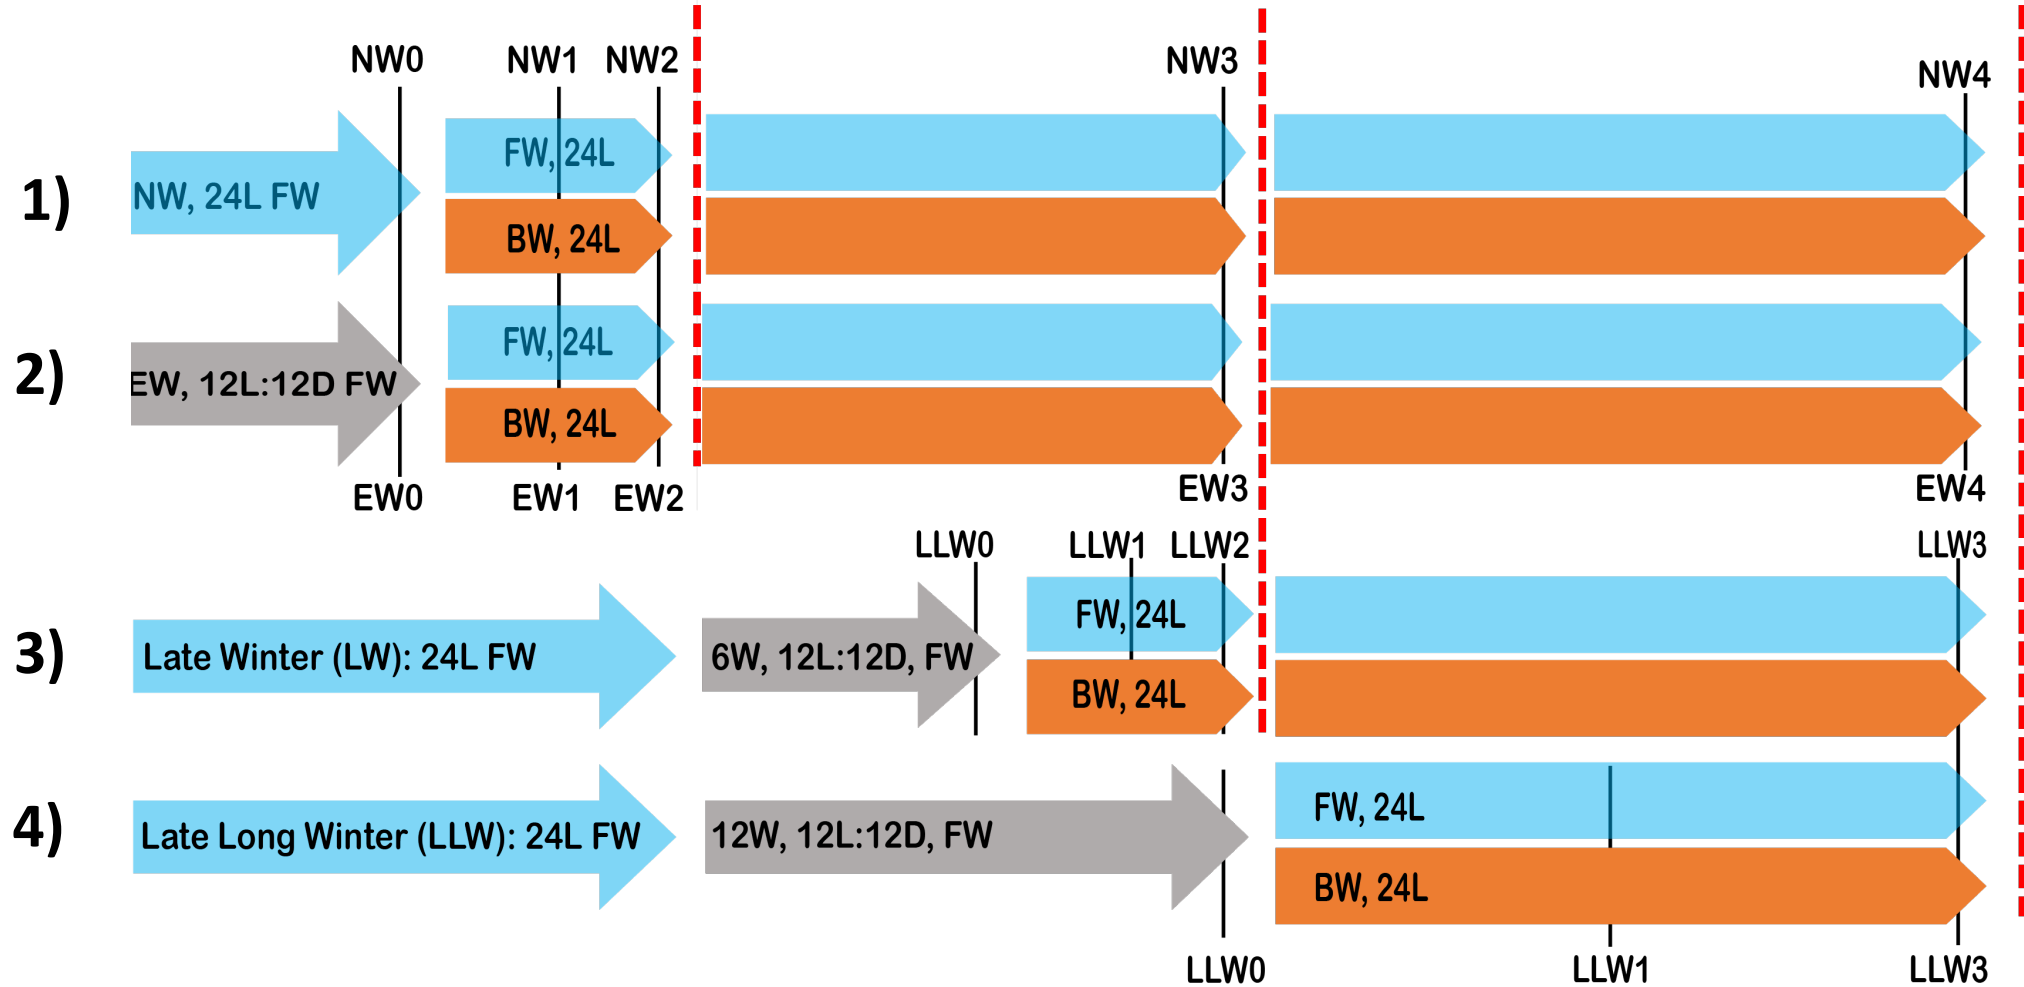 NW0 NW1 NW2 NW3 NW4
1) NW, 24L FW FW, 24L
BW, 24L
2) EW, 12L:12D FW FW, 24L
BW, 24L
EW0 EW1 EW2 EW3 EW4
LLW0 LLW1 LLW2 LLW3
3) Late Winter (LW): 24L FW 6W, 12L:12D, FW FW, 24L
BW, 24L
4) Late Long Winter (LLW): 24L FW 12W, 12L:12D, FW FW, 24L
BW, 24L
LLW0 LLW1 LLW3